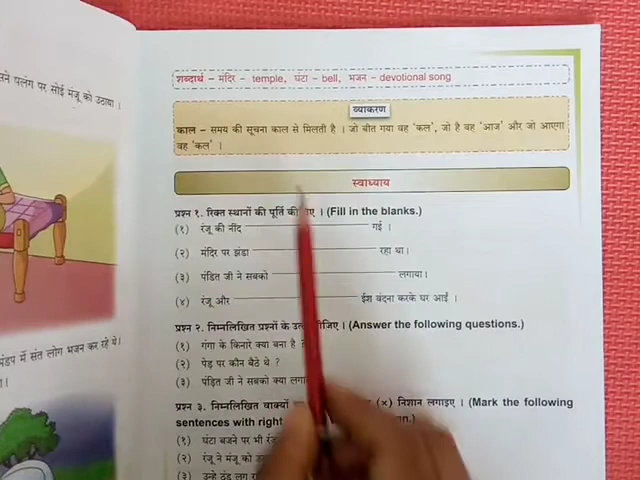 सने पलंग पर सोई मंजू को उठाया ।
मंडप में संत लोग भजन कर रहे थे।
शब्दार्थ - मंदिर - temple, घंटा - bell, भजन - devotional song
व्याकरण
काल – समय की सूचना काल से मिलती है । जो बीत गया वह ‘कल’, जो है वह ‘आज’ और जो आएगा
वह ‘कल’ ।
स्वाध्याय
प्रश्न १. रिक्त स्थानों की पूर्ति । (Fill in the blanks.)
(१) रंजू की नींद गई ।
(२) मंदिर पर झंडा रहा था।
(३) पंडित जी ने सबको लगाया।
(४) रंजू और ईश वंदना करके घर आईं ।
प्रश्न २. निम्नलिखित प्रश्नों के । (Answer the following questions.)
(१) गंगा के किनारे क्या बना है
(२) पेड़ पर कौन बैठे थे ?
(३) पंडित जी ने सबको क्या
प्रश्न ३. निम्नलिखित (×) निशान लगाइए । (Mark the following
sentences with right
(१) घंटा बजने पर भी
(२) रंजू ने मंजू को
(३) उन्हें ठंड लग